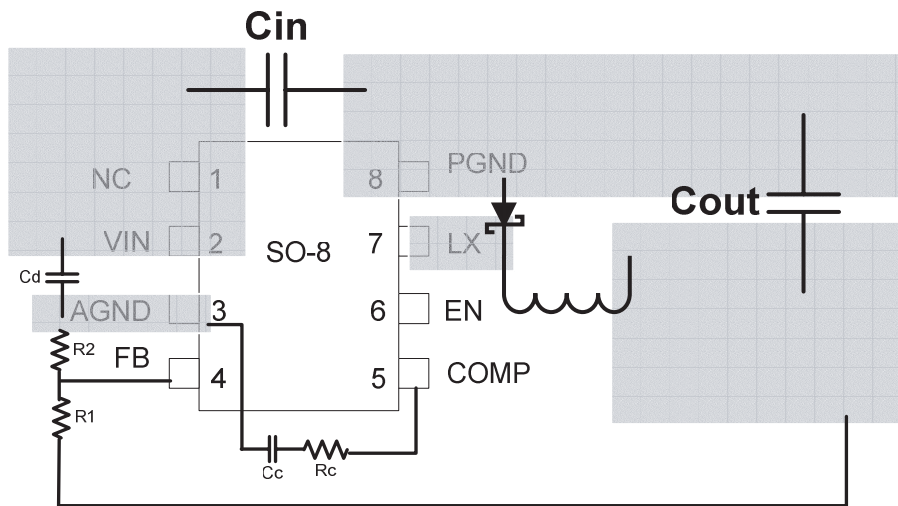 Cin
NC 1 8 PGND
VIN 2 SO-8 7 LX
Cout
Cd
AGND 3 6 EN
R2
FB 4 5 COMP
R1
Cc Rc